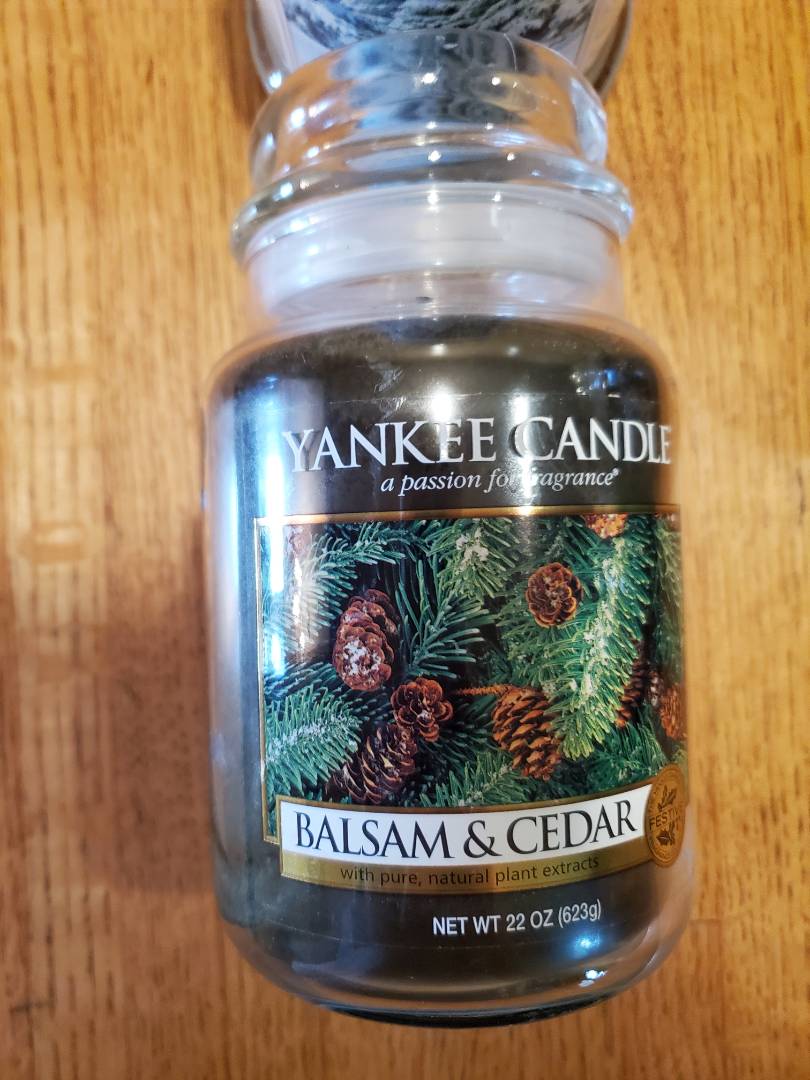 YANKEE CANDLE
a passion for fragrance®
BALSAM & CEDAR
with pure, natural plant extracts
NET WT 22 OZ (623g)